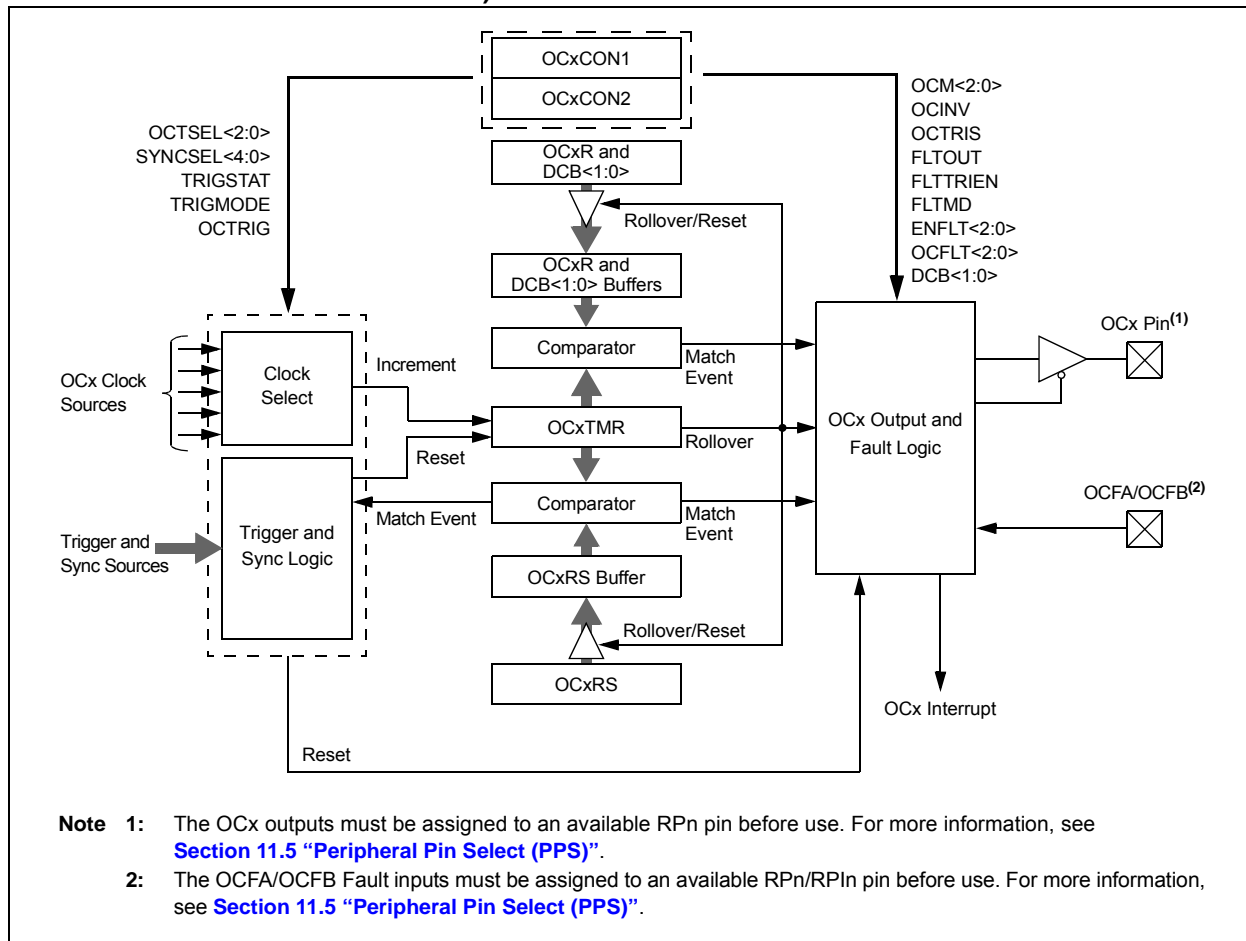 OCxCON1
OCxCON2
OCTSEL<2:0>
SYNCSEL<4:0>
TRIGSTAT
TRIGMODE
OCTRIG
OCM<2:0>
OCINV
OCTRIS
FLTOUT
FLTTRIEN
FLTMD
ENFLT<2:0>
OCFLT<2:0>
DCB<1:0>
OCxR and
DCB<1:0>
Rollover/Reset
OCxR and
DCB<1:0> Buffers
OCx Clock
Sources
Clock
Select
Increment
Comparator
Match
Event
OCx Pin(1)
OCxTMR
Rollover
Reset
OCx Output and
Fault Logic
Trigger and
Sync Sources
Trigger and
Sync Logic
Match Event
Comparator
Match
Event
OCFA/OCFB(2)
OCxRS Buffer
Rollover/Reset
OCxRS
OCx Interrupt
Reset
Note 1: The OCx outputs must be assigned to an available RPn pin before use. For more information, see
Section 11.5 “Peripheral Pin Select (PPS)”.
2: The OCFA/OCFB Fault inputs must be assigned to an available RPn/RPIn pin before use. For more information,
see Section 11.5 “Peripheral Pin Select (PPS)”.